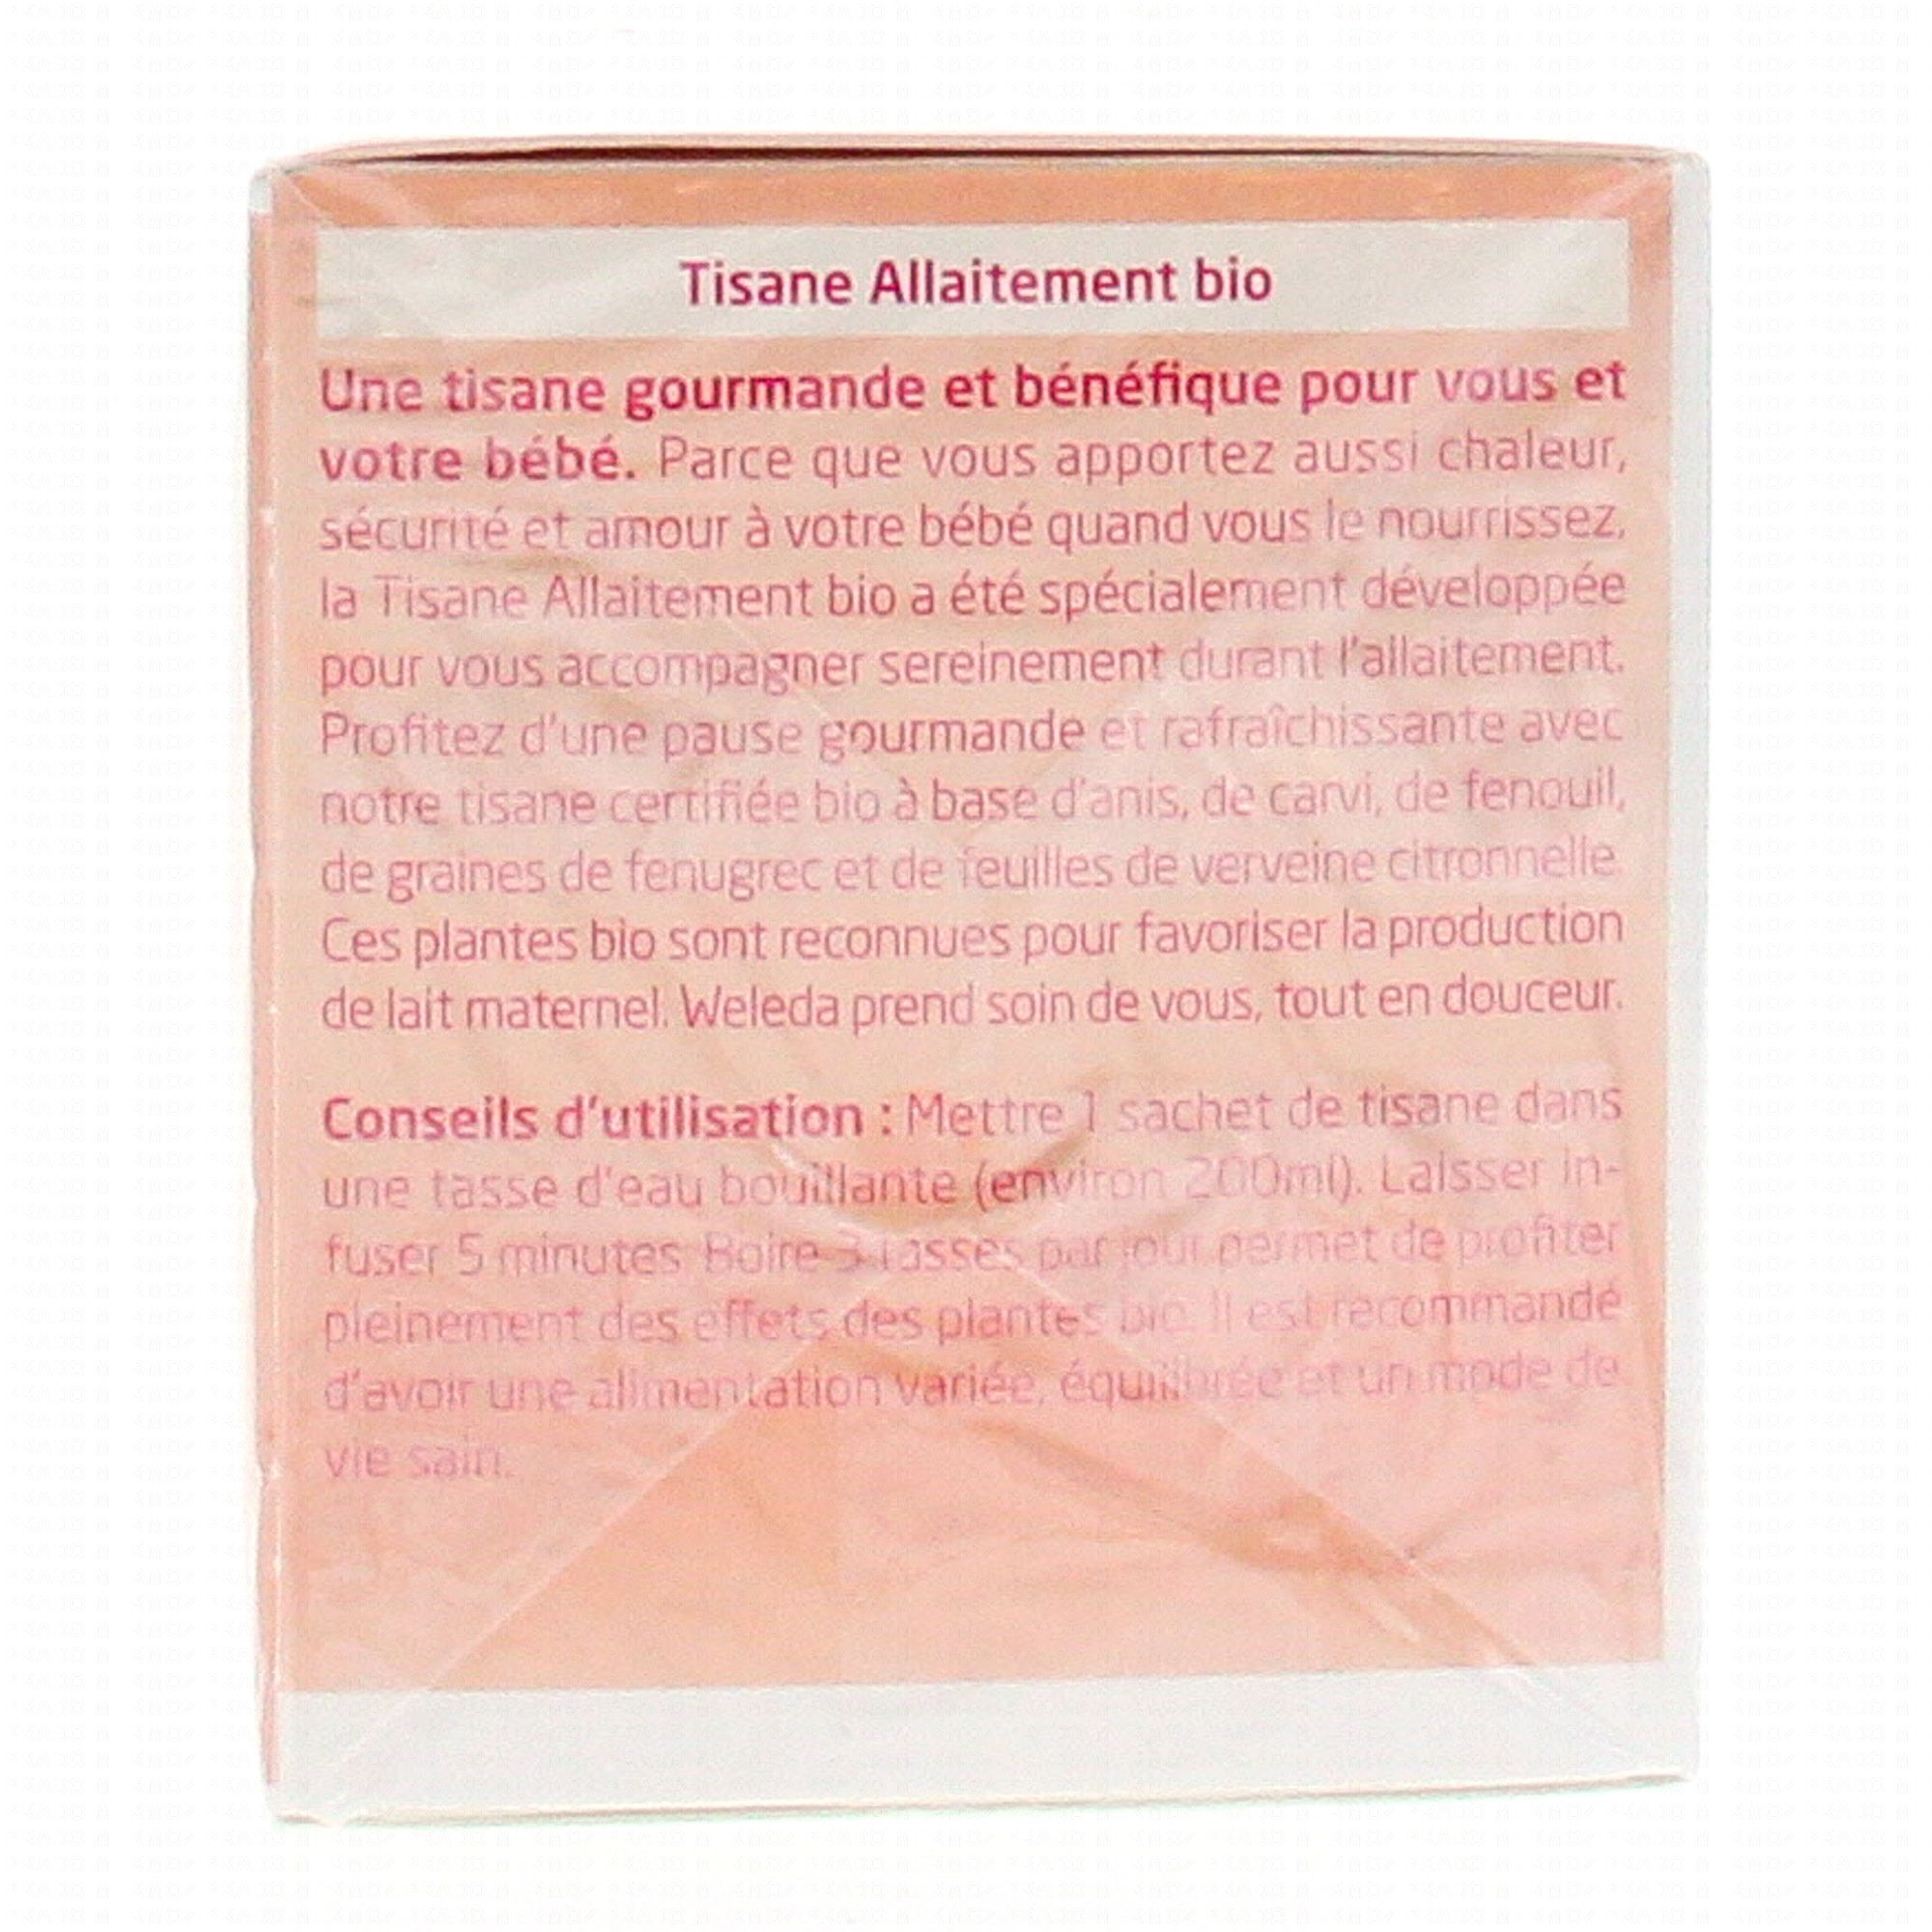 Tisane Allaitement bio
Une tisane gourmande et bénéfique pour vous et
votre bébé. Parce que vous apportez aussi chaleur,
sécurité et amour à votre bébé quand vous le nourrissez,
la Tisane Allaitement bio a été spécialement développée
pour vous accompagner sereinement durant l'allaitement.
Profitez d'une pause gourmande et rafraîchissante avec
notre tisane certifiée bio à base d'anis, de carvi, de fenouil,
de graines de fenugrec et de feuilles de verveine citronnelle.
Ces plantes bio sont reconnues pour favoriser la production
de lait maternel. Weleda prend soin de vous, tout en douceur.
Conseils d'utilisation : Mettre 1 sachet de tisane dans
une tasse d'eau bouillante (environ 200ml). Laisser in-
fuser 5 minutes. Boire 3 tasses par jour permet de profiter
pleinement des effets des plantes bio. Il est recommandé
d'avoir une alimentation variée, équilibrée et un mode de
vie sain.